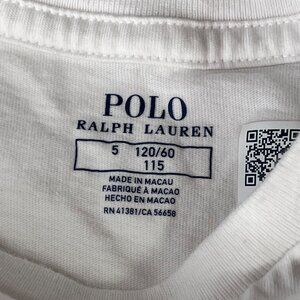 POLO
RALPH LAUREN
5 120/60
115
MADE IN MACAU
FABRIQUÉ À MACAO
HECHO EN MACAO
RN 41381/CA 56658